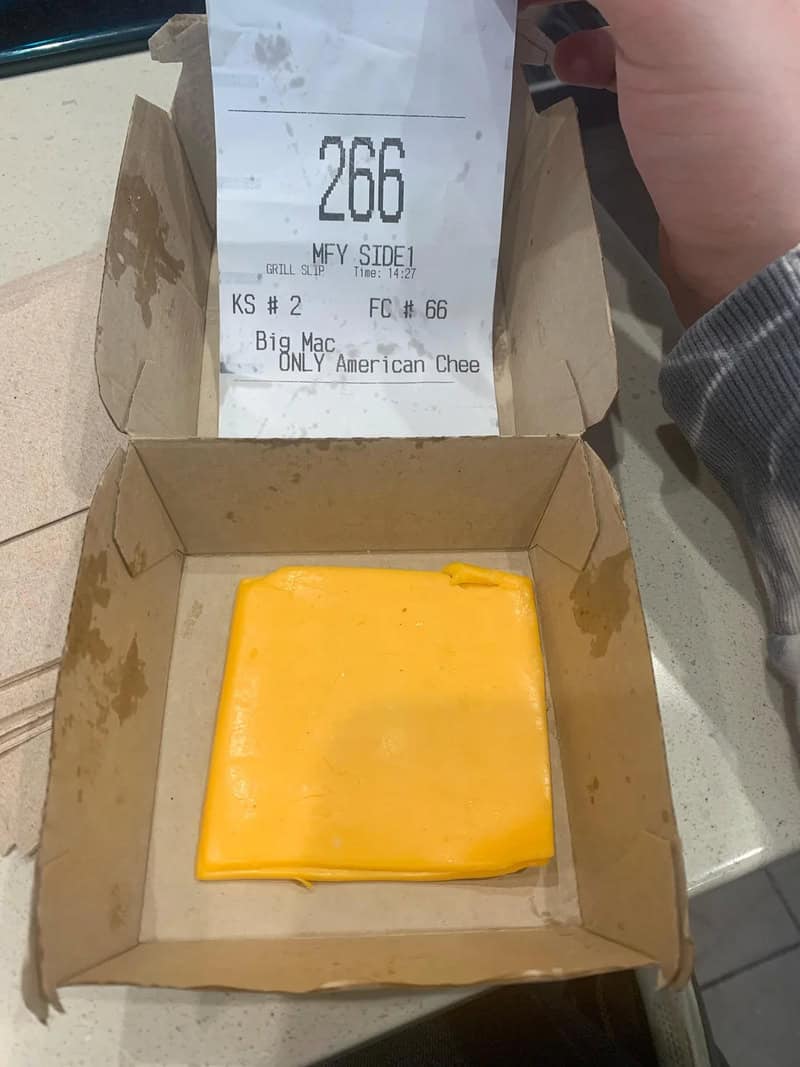 266
MFY SIDE1
GRILL SLIP Time: 14:27
KS # 2 FC # 66
Big Mac
ONLY American Chee